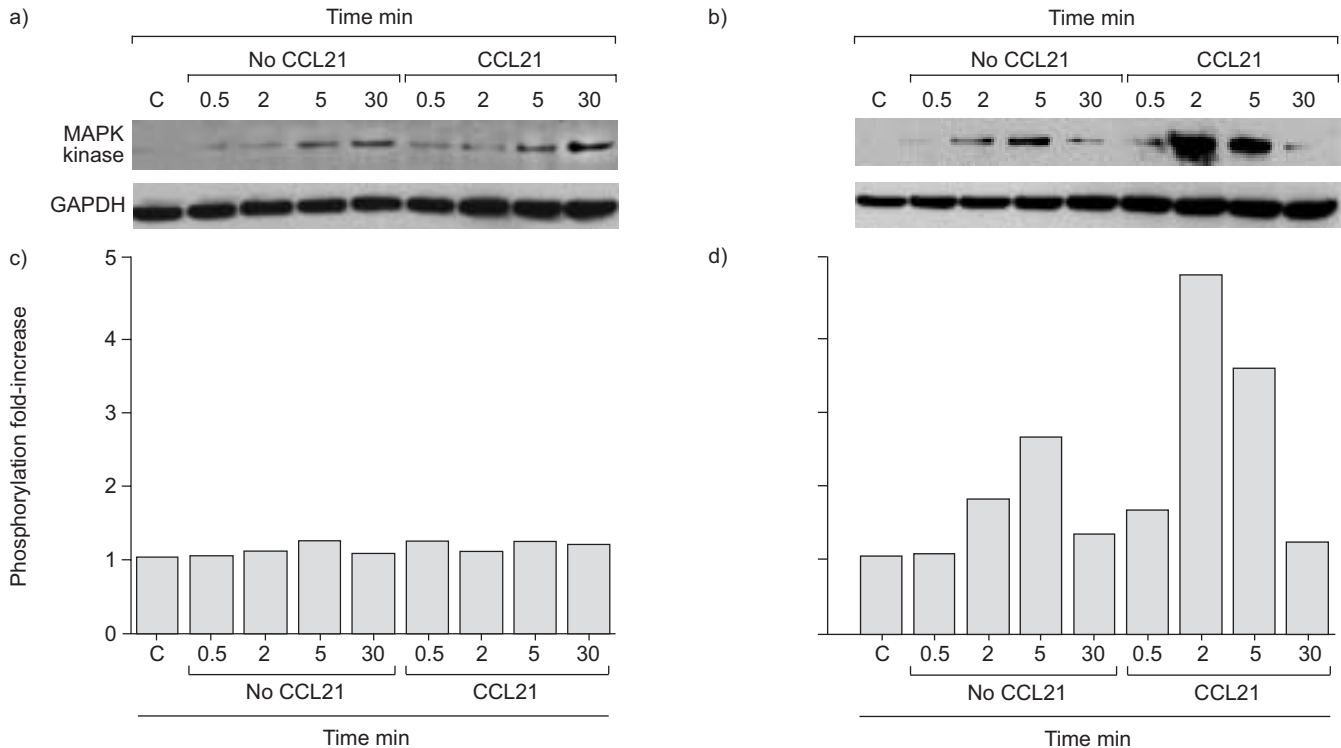 a)
Time min
No CCL21 CCL21
C 0.5 2 5 30 0.5 2 5 30
MAPK
kinase
GAPDH
b)
Time min
No CCL21 CCL21
C 0.5 2 5 30 0.5 2 5 30
c)
Phosphorylation fold-increase
5
4
3
2
1
0
C 0.5 2 5 30 0.5 2 5 30
No CCL21 CCL21
Time min
d)
C 0.5 2 5 30 0.5 2 5 30
No CCL21 CCL21
Time min